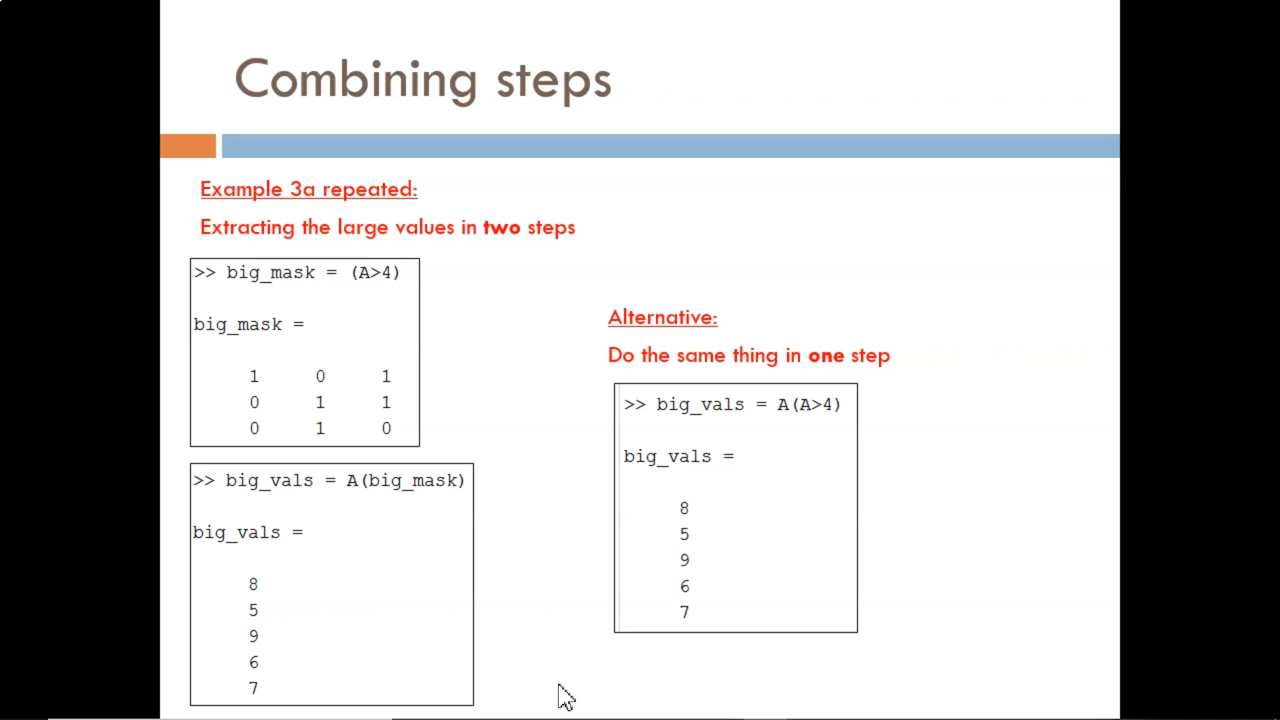 Combining steps
Example 3a repeated:
Extracting the large values in two steps
>> big_mask = (A>4)
big_mask =
1 0 1
0 1 1
0 1 0
>> big_vals = A(big_mask)
big_vals =
8
5
9
6
7
Alternative:
Do the same thing in one step
>> big_vals = A(A>4)
big_vals =
8
5
9
6
7